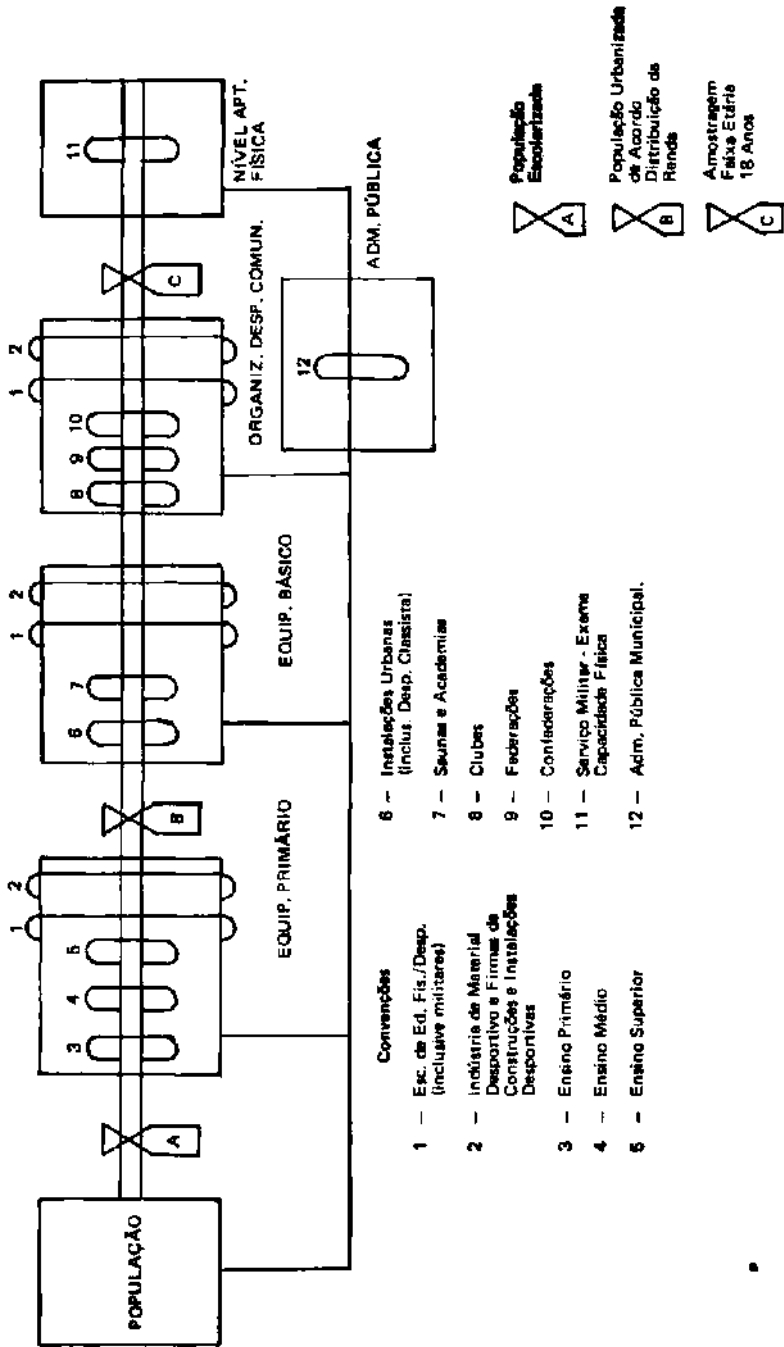 POPULAÇÃO
A
3
4
5
1
2
EQUIP. PRIMÁRIO
B
6
7
1
2
EQUIP. BÁSICO
8
9
10
1
2
ORGANIZ. DESP. COMUN.
C
11
NÍVEL APT.
FÍSICA
12
ADM. PÚBLICA
Convenções
1 – Esc. de Ed. Fís./Desp.
(inclusive militares)
2 – Indústria de Material
Desportivo e Firmas de
Construções e Instalações
Desportivas
3 – Ensino Primário
4 – Ensino Médio
5 – Ensino Superior
6 – Instalações Urbanas
(Inclus. Desp. Classista)
7 – Saunas e Academias
8 – Clubes
9 – Federações
10 – Confederações
11 – Serviço Militar - Exame
Capacidade Física
12 – Adm. Pública Municipal.
A
População
Escolarizada
B
População Urbanizada
de Acordo
Distribuição da
Renda
C
Amostragem
Faixa Etária
18 Anos